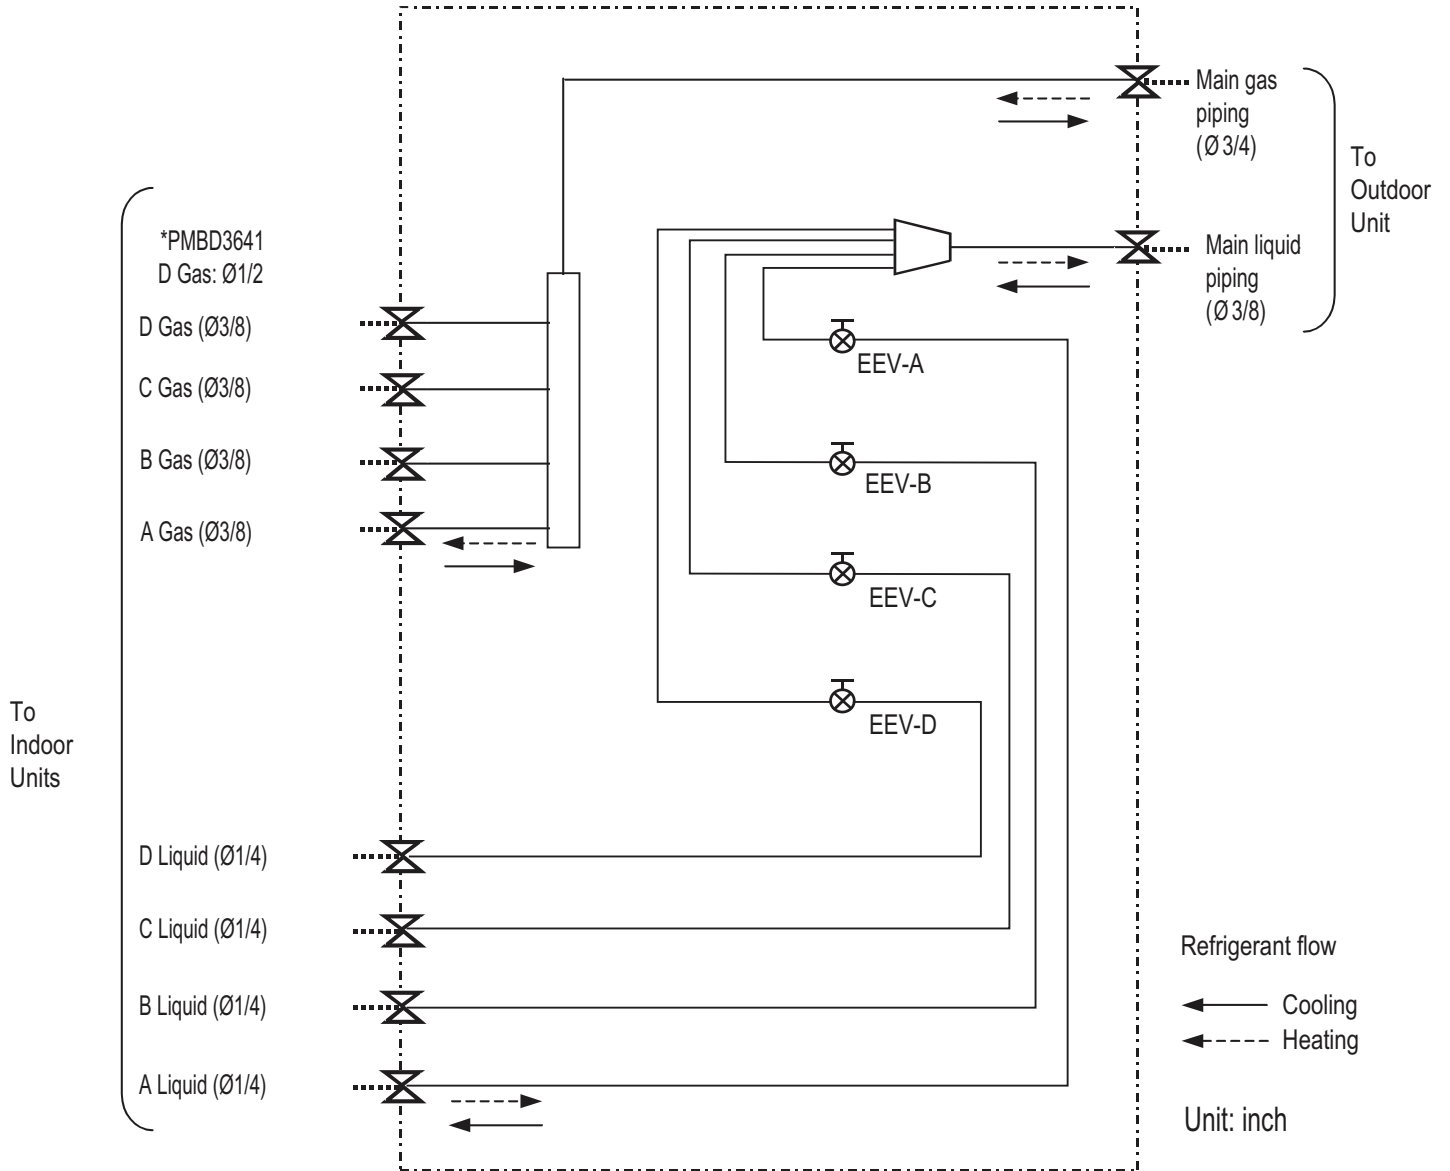 Main gas
piping
(Ø 3/4)
To
Outdoor
Unit
Main liquid
piping
(Ø 3/8)
*PMBD3641
D Gas: Ø1/2
D Gas (Ø3/8)
C Gas (Ø3/8)
B Gas (Ø3/8)
A Gas (Ø3/8)
EEV-A
EEV-B
EEV-C
EEV-D
To
Indoor
Units
D Liquid (Ø1/4)
C Liquid (Ø1/4)
B Liquid (Ø1/4)
A Liquid (Ø1/4)
Refrigerant flow
Cooling
Heating
Unit: inch